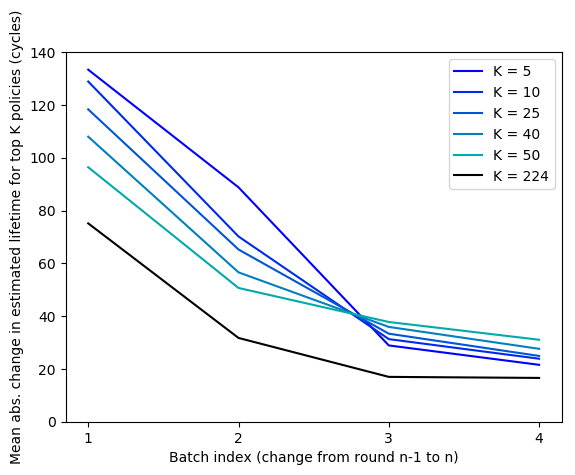 Mean abs. change in estimated lifetime for top K policies (cycles)
140
120
100
80
60
40
20
0
K = 5
K = 10
K = 25
K = 40
K = 50
K = 224
1 2 3 4
Batch index (change from round n-1 to n)